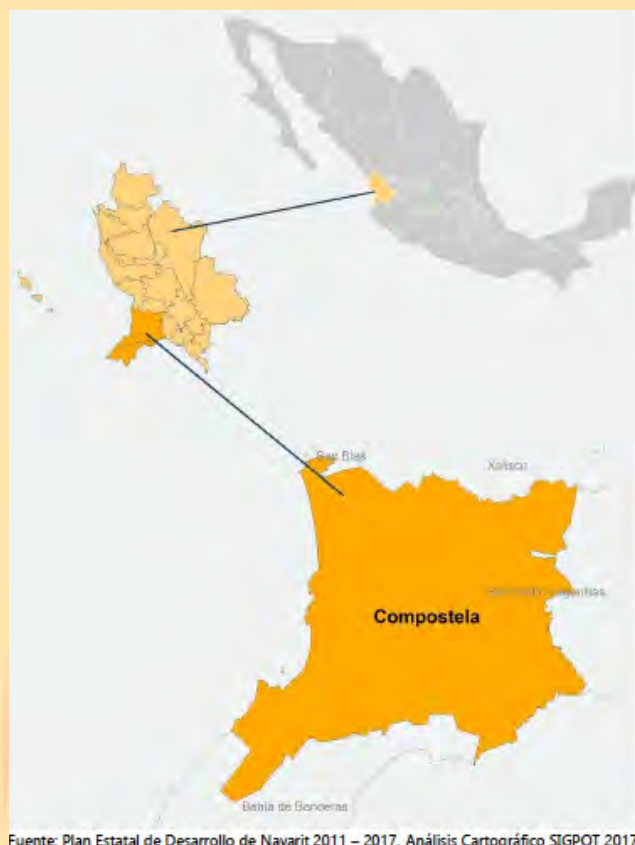 San Blas
Xalisco
Compostela
Bahía de Banderas
Fuente: Plan Estatal de Desarrollo de Nayarit 2011 – 2017. Análisis Cartográfico SIGPOT 2017